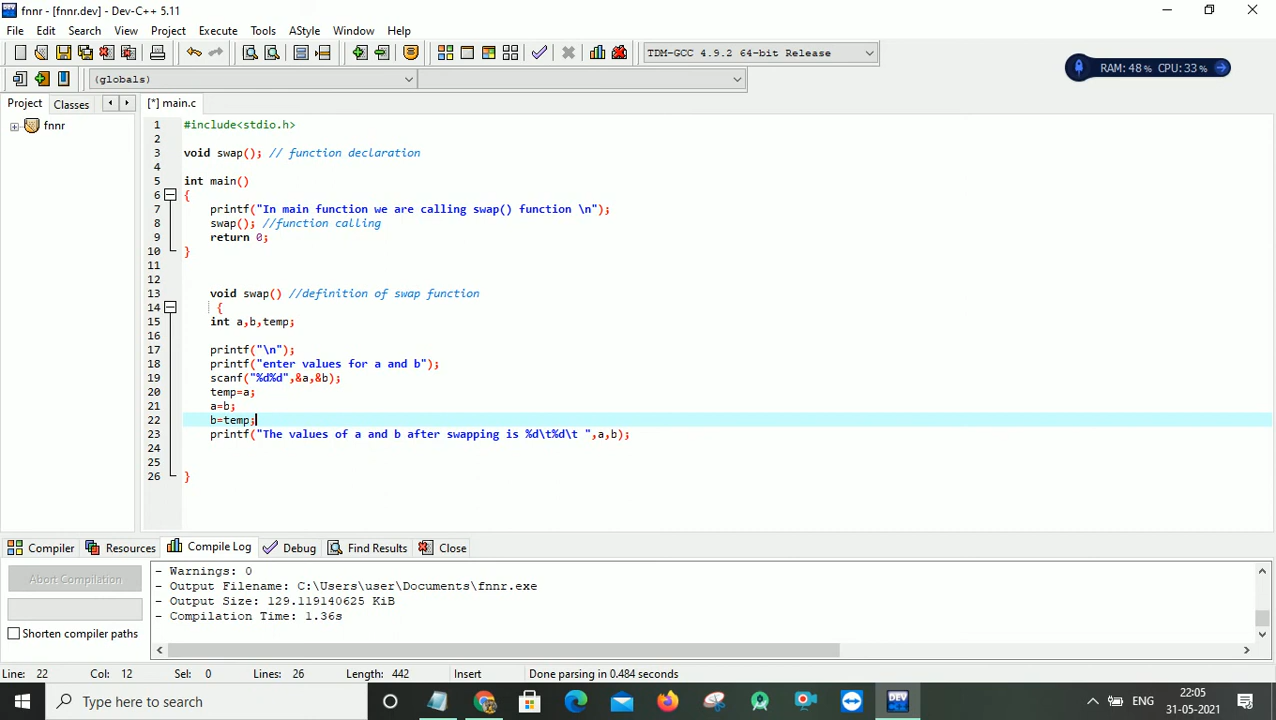 fnnr - [fnnr.dev] - Dev-C++ 5.11
File Edit Search View Project Execute Tools AStyle Window Help
TDM-GCC 4.9.2 64-bit Release
RAM: 48 % CPU: 33 %
(globals)
Project Classes [*] main.c
fnnr
1 #include<stdio.h>
2
3 void swap(); // function declaration
4
5 int main()
6 {
7 printf("In main function we are calling swap() function \n");
8 swap(); //function calling
9 return 0;
10 }
11
12
13 void swap() //definition of swap function
14 {
15 int a,b,temp;
16
17 printf("\n");
18 printf("enter values for a and b");
19 scanf("%d%d",&a,&b);
20 temp=a;
21 a=b;
22 b=temp;
23 printf("The values of a and b after swapping is %d\t%d\t ",a,b);
24
25
26 }
Compiler Resources Compile Log Debug Find Results Close
Abort Compilation
Shorten compiler paths
- Warnings: 0
- Output Filename: C:\Users\user\Documents\fnnr.exe
- Output Size: 129.119140625 KiB
- Compilation Time: 1.36s
Line: 22 Col: 12 Sel: 0 Lines: 26 Length: 442 Insert Done parsing in 0.484 seconds
Type here to search
DEV
ENG
22:05
31-05-2021